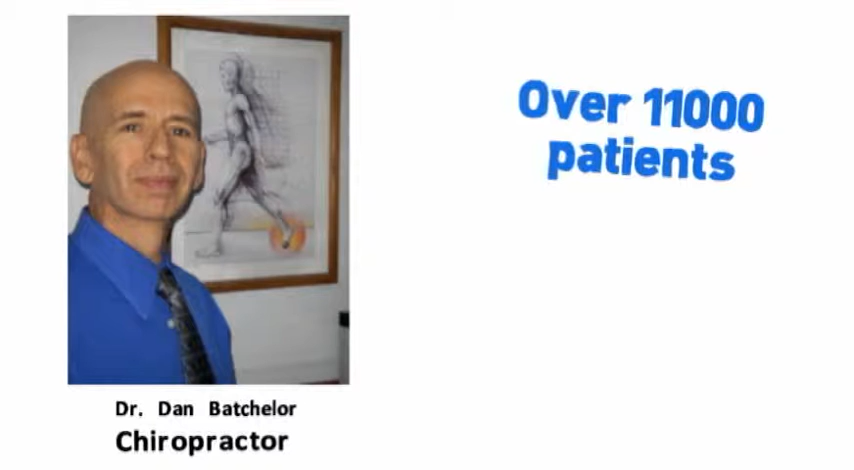 Over 11000
patients
Dr. Dan Batchelor
Chiropractor